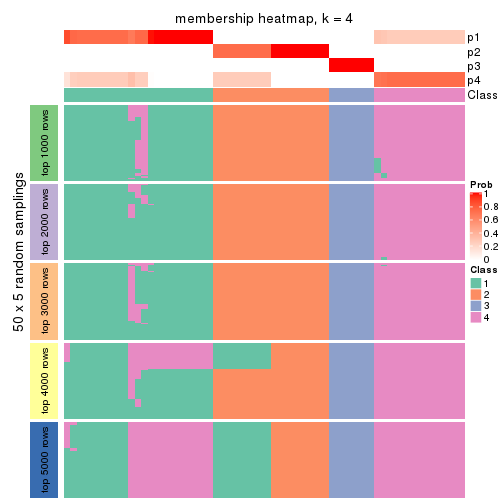 membership heatmap, k = 4
p1
p2
p3
p4
Class
50 x 5 random samplings
top 1000 rows
top 2000 rows
top 3000 rows
top 4000 rows
top 5000 rows
Prob
1
0.8
0.6
0.4
0.2
0
Class
1
2
3
4